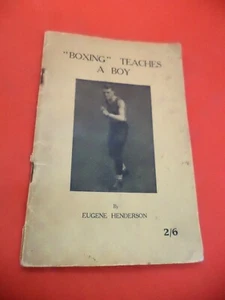 "BOXING" TEACHES
A BOY
By
EUGENE HENDERSON
2/6